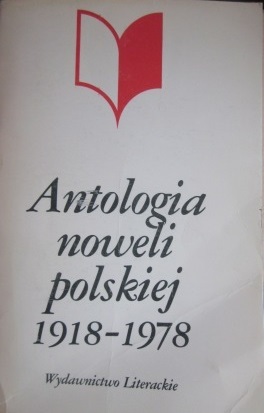 Antologia
noweli
polskiej
1918-1978
Wydawnictwo Literackie